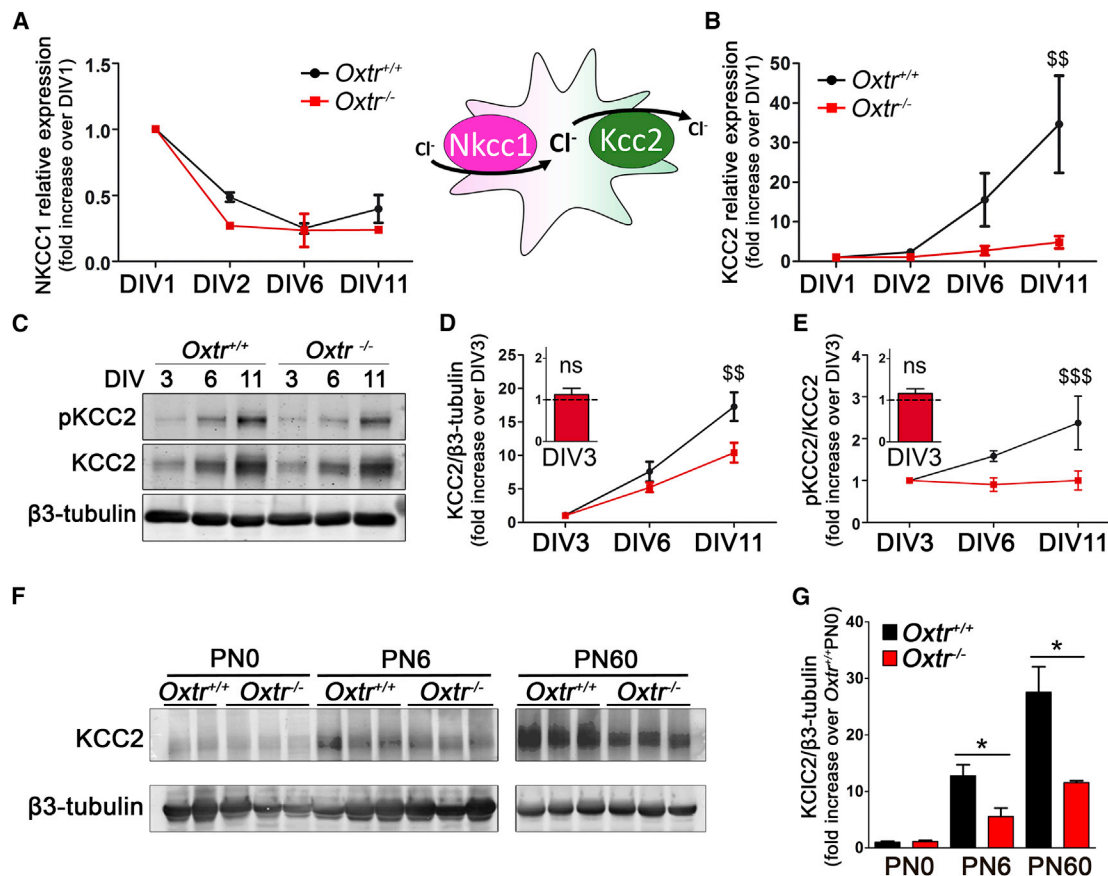 A
NKCC1 relative expression
(fold increase over DIV1)
1.5
1.0
0.5
0.0
Oxtr+/+
Oxtr-/-
DIV1 DIV2 DIV6 DIV11
Cl-
Nkcc1
Cl-
Kcc2
Cl-
B
KCC2 relative expression
(fold increase over DIV1)
50
40
30
20
10
0
Oxtr+/+
Oxtr-/-
$$
DIV1 DIV2 DIV6 DIV11
C
Oxtr+/+ Oxtr -/-
DIV 3 6 11 3 6 11
pKCC2
KCC2
β3-tubulin
D
KCC2/β3-tubulin
(fold increase over DIV3)
25
20
15
10
5
0
2
1
0
ns
DIV3
$$
DIV3 DIV6 DIV11
E
pKCC2/KCC2
(fold increase over DIV3)
4
3
2
1
0
2
1
0
ns
DIV3
$$$
DIV3 DIV6 DIV11
F
PN0 PN6 PN60
Oxtr+/+ Oxtr-/- Oxtr+/+ Oxtr-/- Oxtr+/+ Oxtr-/-
KCC2
β3-tubulin
G
KClC2/β3-tubulin
(fold increase over Oxtr+/+PN0)
40
30
20
10
0
Oxtr+/+
Oxtr-/-
*
*
PN0 PN6 PN60